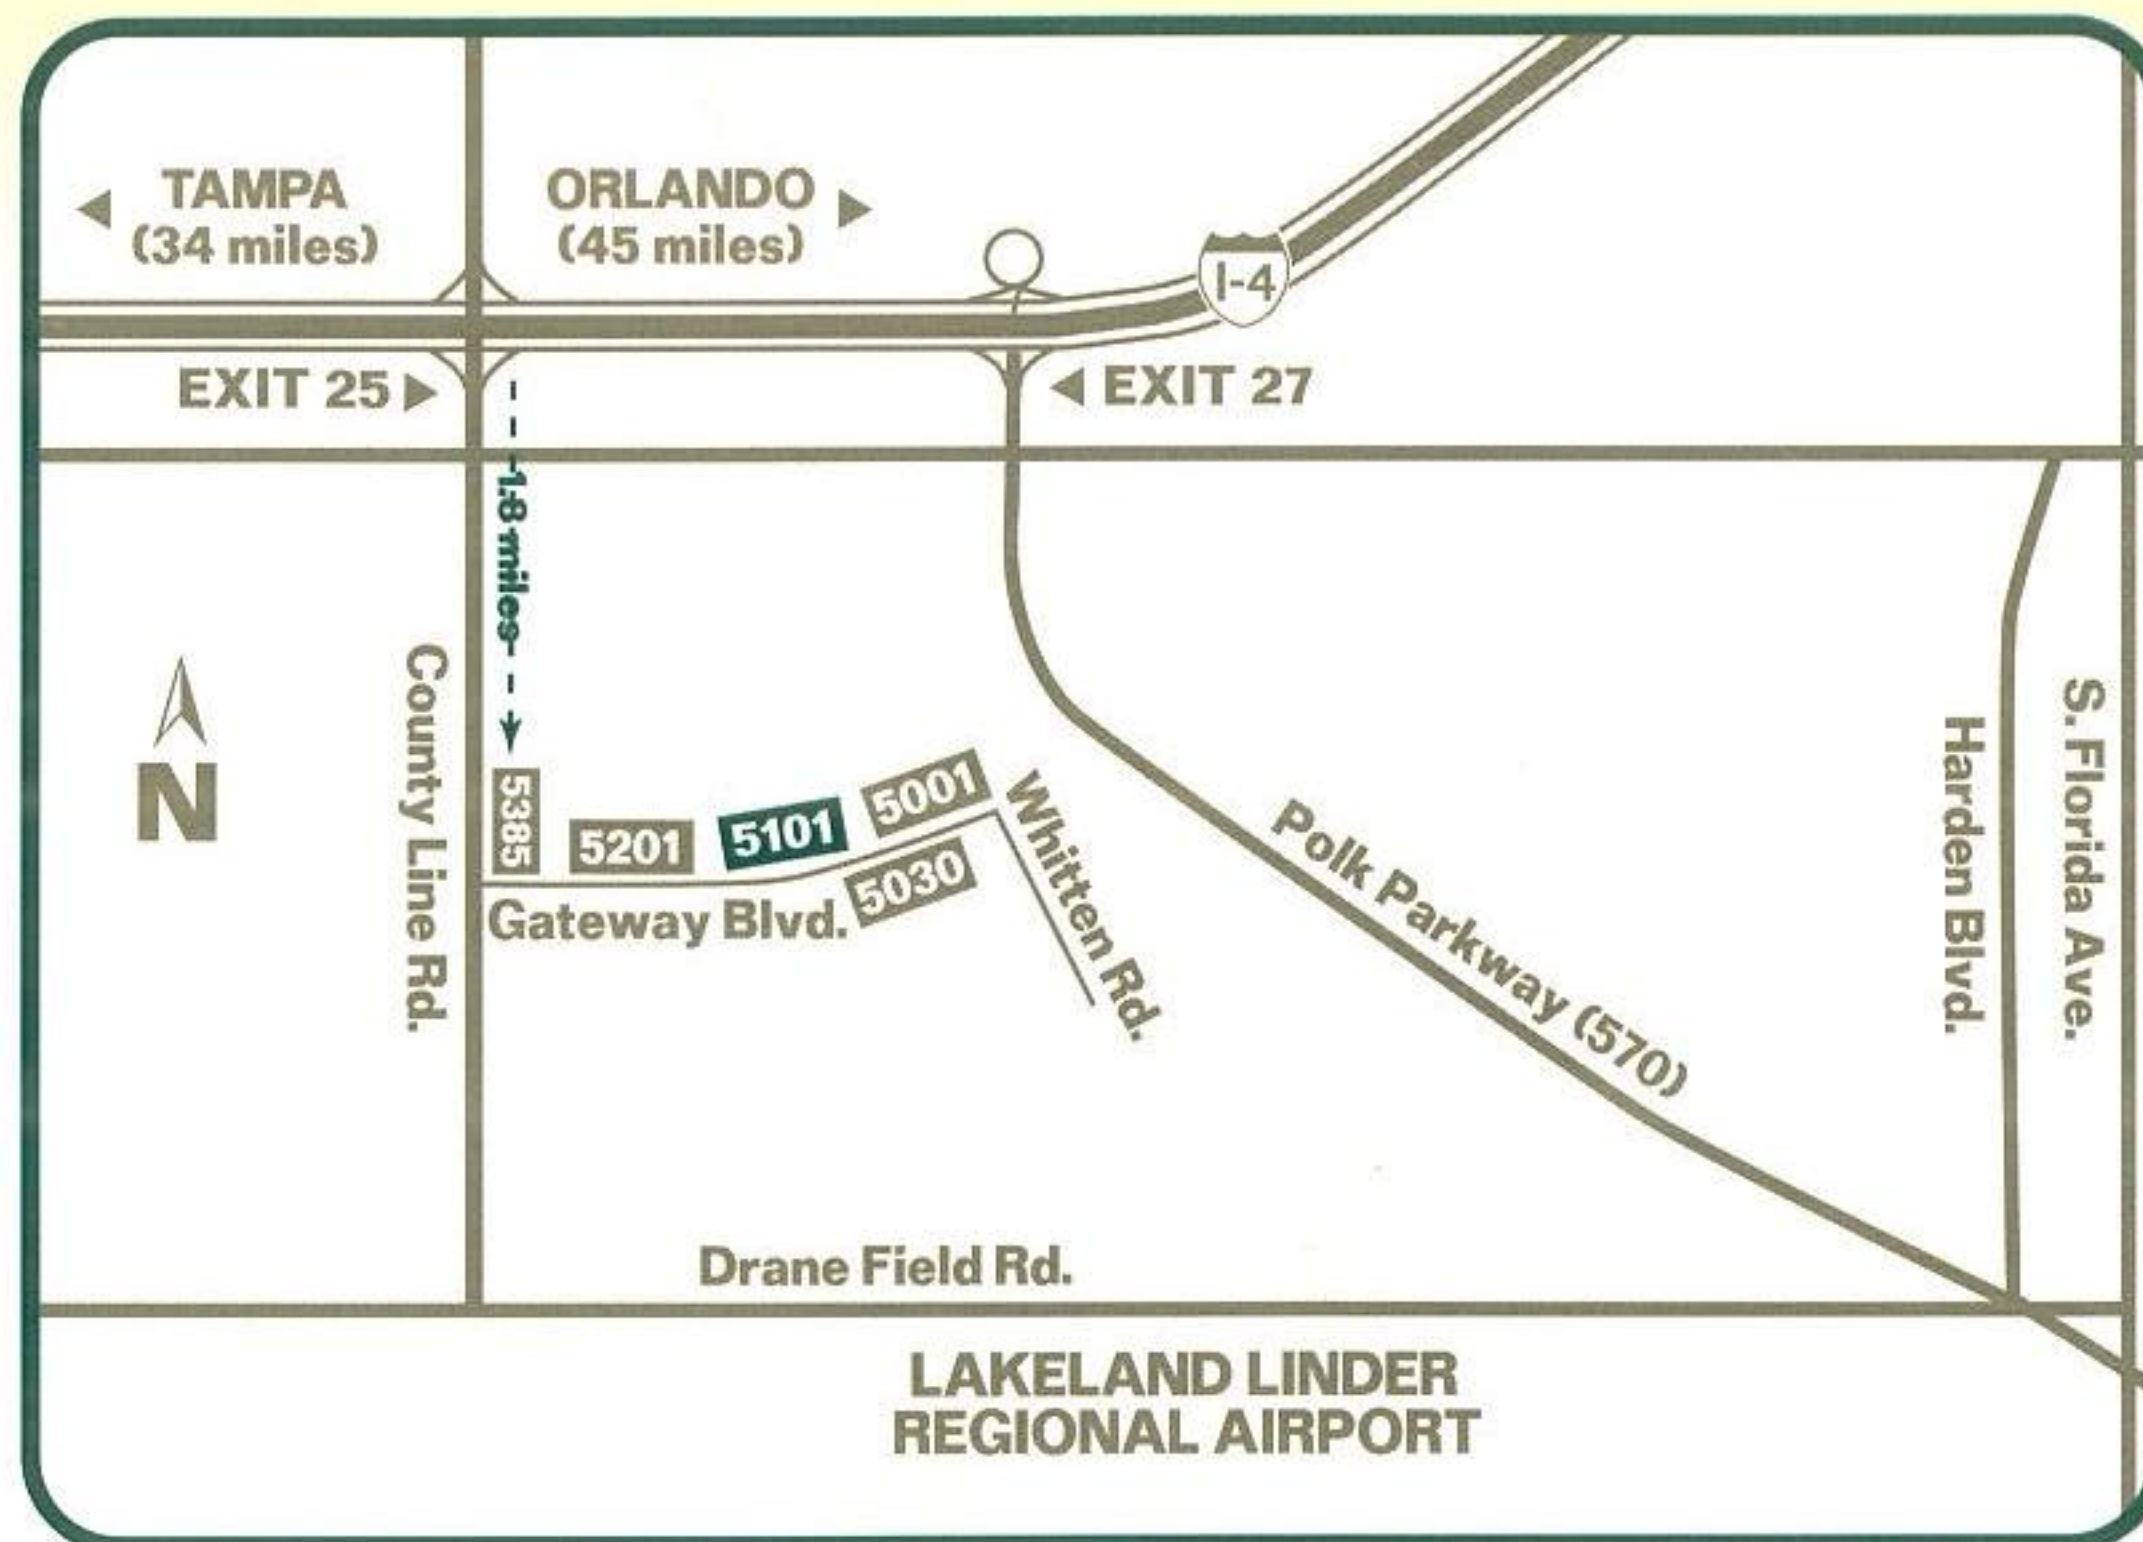 TAMPA
(34 miles)
ORLANDO
(45 miles)
I-4
EXIT 25
EXIT 27
1.8 miles
County Line Rd.
N
5385
5201
5101
5001
5030
Gateway Blvd.
Whitten Rd.
Polk Parkway (570)
Harden Blvd.
S. Florida Ave.
Drane Field Rd.
LAKELAND LINDER
REGIONAL AIRPORT